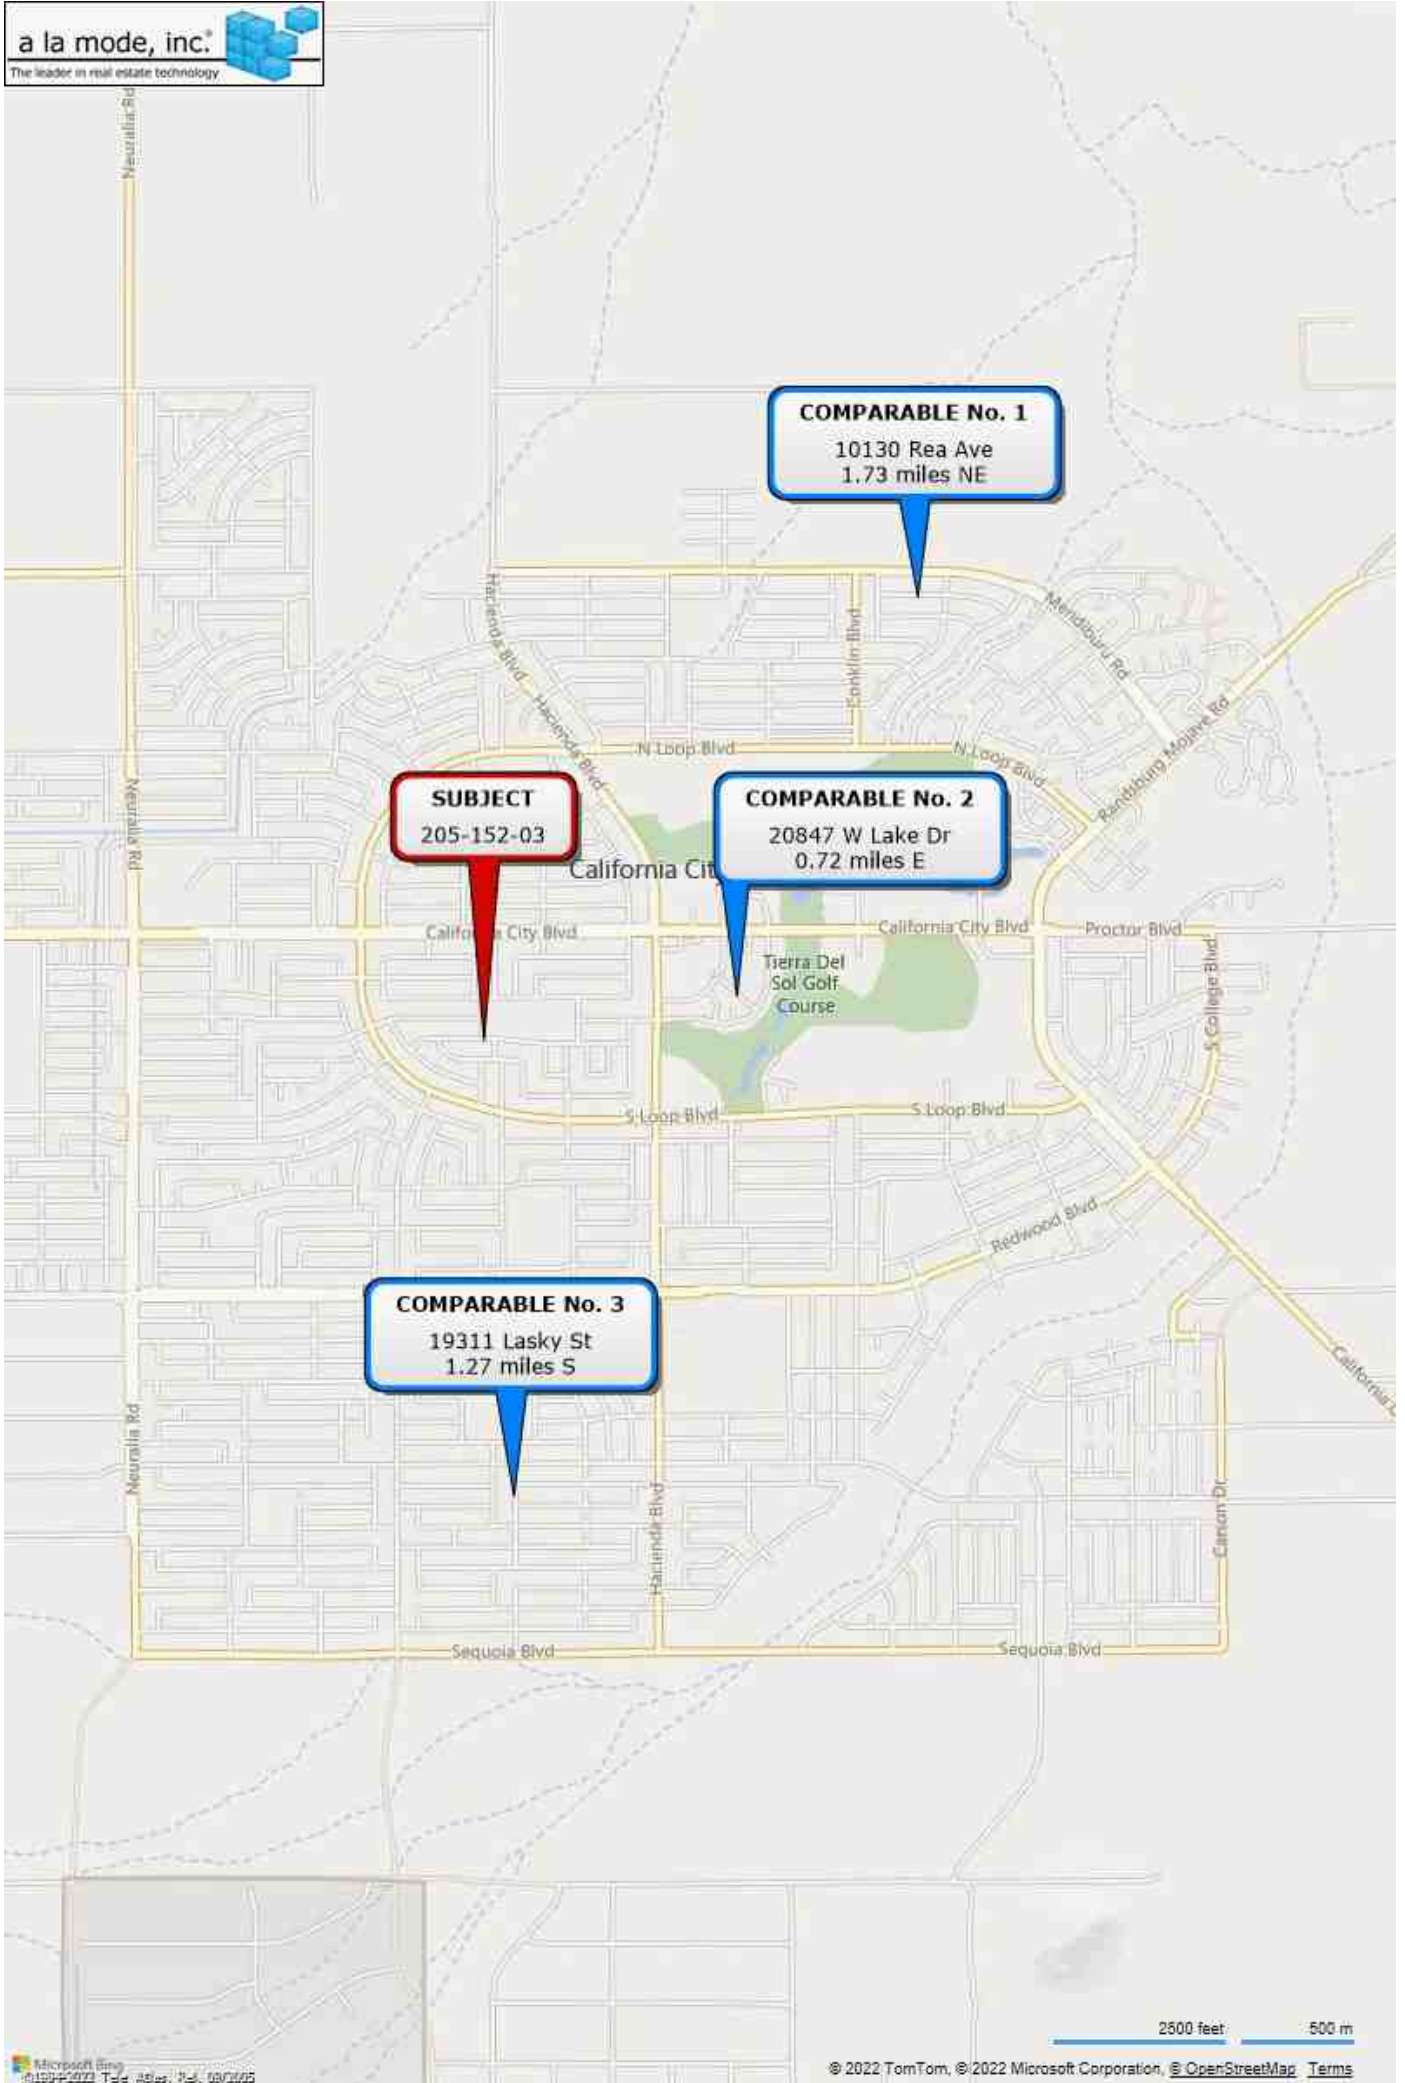 a la mode, inc.
The leader in real estate technology
Neuralia Rd
COMPARABLE No. 1
10130 Rea Ave
1.73 miles NE
Hacienda Blvd
Hacienda Blvd
Conklin Blvd
Mendiburu Rd
N Loop Blvd
N Loop Blvd
Randsburg Mojave Rd
Neuralia Rd
SUBJECT
205-152-03
COMPARABLE No. 2
20847 W Lake Dr
0.72 miles E
California Cit
California City Blvd
California City Blvd
Proctor Blvd
Tierra Del
Sol Golf
Course
S College Blvd
S Loop Blvd
S Loop Blvd
Redwood Blvd
COMPARABLE No. 3
19311 Lasky St
1.27 miles S
California C
Neuralia Rd
Hacienda Blvd
Carson Dr
Sequoia Blvd
Sequoia Blvd
2500 feet
500 m
Microsoft Bing
© 2022 TomTom, © 2022 Microsoft Corporation, © OpenStreetMap Terms